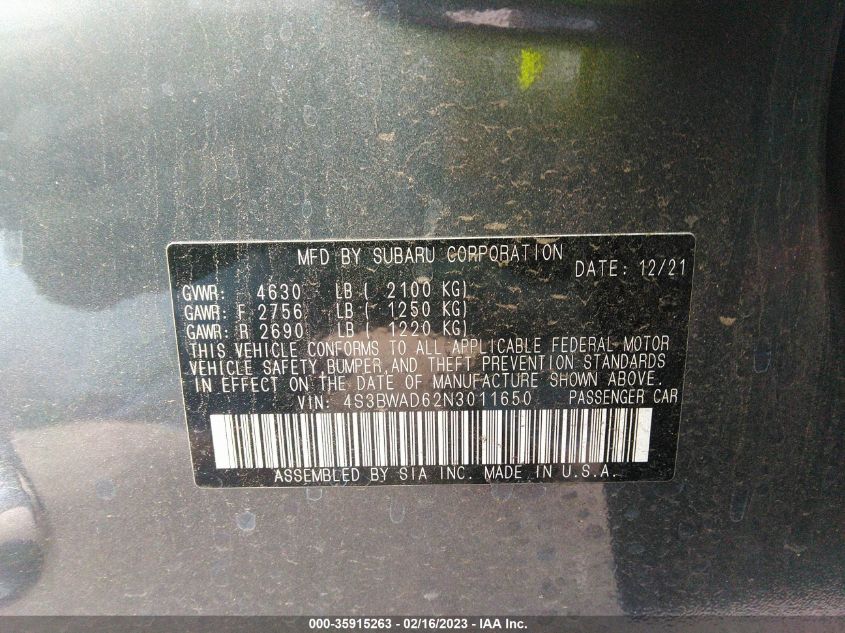 MFD BY SUBARU CORPORATION
DATE: 12/21
GVWR: 4630 LB ( 2100 KG)
GAWR: F 2756 LB ( 1250 KG)
GAWR: R 2690 LB ( 1220 KG)
THIS VEHICLE CONFORMS TO ALL APPLICABLE FEDERAL MOTOR
VEHICLE SAFETY, BUMPER, AND THEFT PREVENTION STANDARDS
IN EFFECT ON THE DATE OF MANUFACTURE SHOWN ABOVE.
VIN: 4S3BWAD62N3011650 PASSENGER CAR
ASSEMBLED BY SIA INC. MADE IN U.S.A.
000-35915263 - 02/16/2023 - IAA Inc.